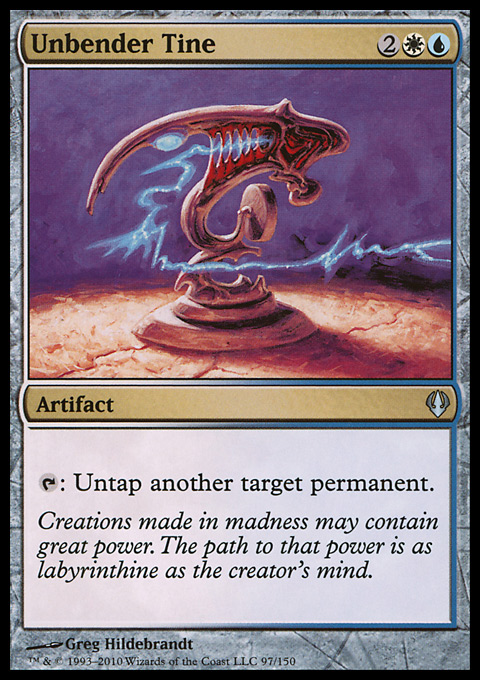 Unbender Tine 2
Artifact
: Untap another target permanent.
Creations made in madness may contain
great power. The path to that power is as
labyrinthine as the creator's mind.
Greg Hildebrandt
™ & © 1993–2010 Wizards of the Coast LLC 97/150